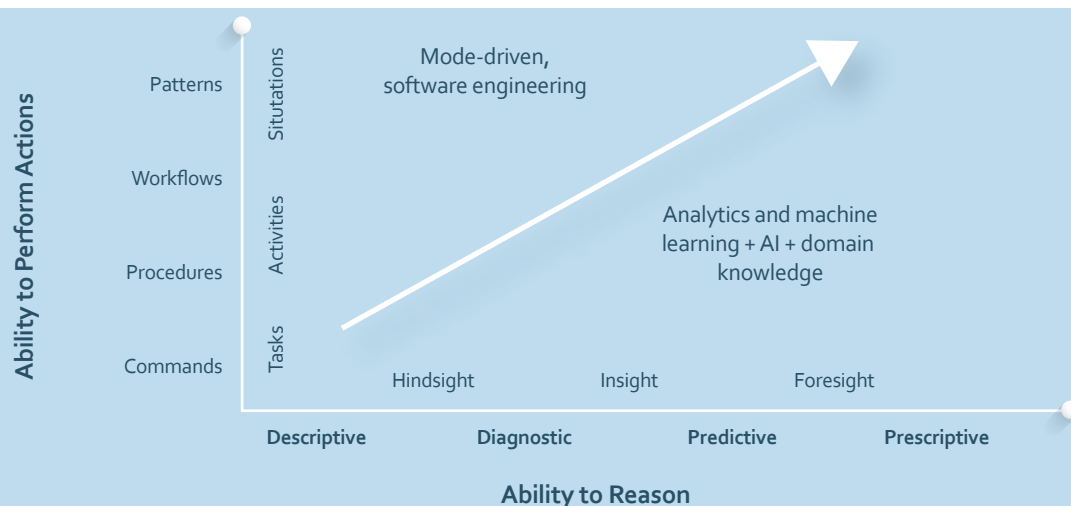 Ability to Perform Actions
Patterns
Workflows
Procedures
Commands
Situtations
Activities
Tasks
Mode-driven,
software engineering
Analytics and machine
learning + AI + domain
knowledge
Hindsight
Insight
Foresight
Descriptive
Diagnostic
Predictive
Prescriptive
Ability to Reason